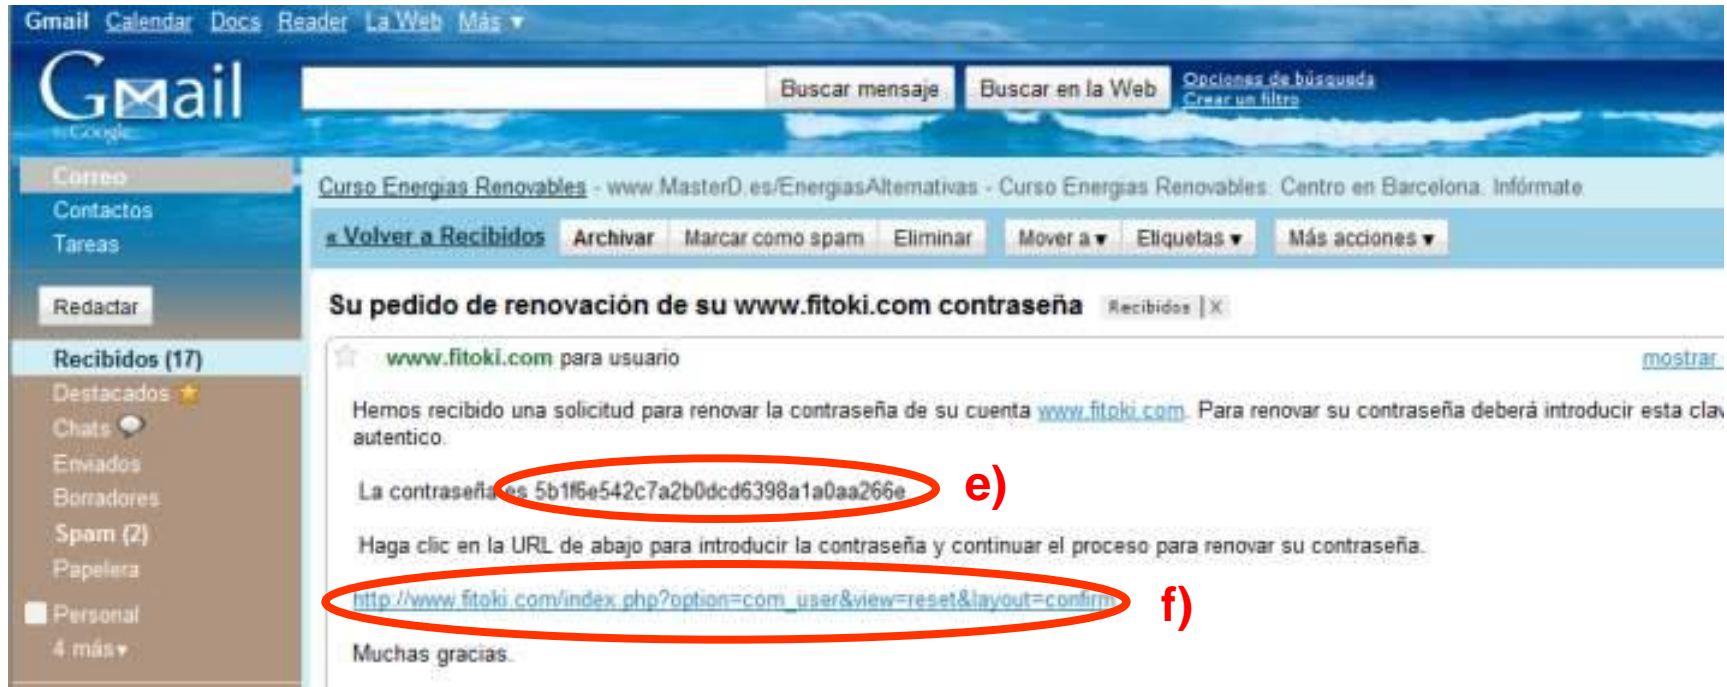 Gmail Calendar Docs Reader La Web Más ▼
Gmail
by Google
Buscar mensaje Buscar en la Web Opciones de búsqueda
Crear un filtro
Correo
Contactos
Tareas
Redactar
Recibidos (17)
Destacados
Chats
Enviados
Borradores
Spam (2)
Papelera
Personal
4 más▼
Curso Energias Renovables - www.MasterD.es/EnergiasAlternativas - Curso Energias Renovables. Centro en Barcelona. Infórmate
« Volver a Recibidos Archivar Marcar como spam Eliminar Mover a ▼ Etiquetas ▼ Más acciones ▼
Su pedido de renovación de su www.fitoki.com contraseña Recibidos | X
www.fitoki.com para usuario mostrar
Hemos recibido una solicitud para renovar la contraseña de su cuenta www.fitoki.com. Para renovar su contraseña deberá introducir esta clav
autentico.
La contraseña es 5b1f6e542c7a2b0dcd6398a1a0aa266e e)
Haga clic en la URL de abajo para introducir la contraseña y continuar el proceso para renovar su contraseña.
http://www.fitoki.com/index.php?option=com_user&view=reset&layout=confirm f)
Muchas gracias.